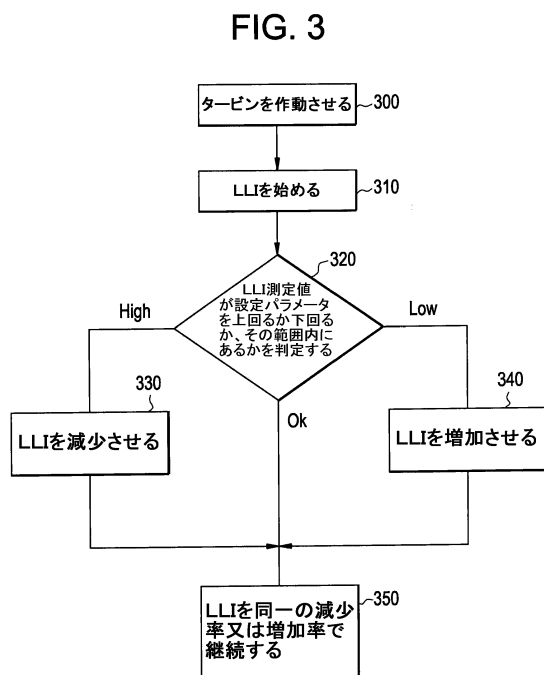 FIG. 3
タービンを作動させる
300
LLIを始める
310
320
LLI測定値
が設定パラメータ
を上回るか下回る
か、その範囲内に
あるかを判定する
High
Low
Ok
330
LLIを減少させる
340
LLIを増加させる
350
LLIを同一の減少
率又は増加率で
継続する